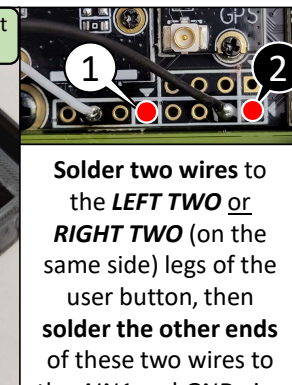 t
GPS
1
2
Solder two wires to
the LEFT TWO or
RIGHT TWO (on the
same side) legs of the
user button, then
solder the other ends
of these two wires to